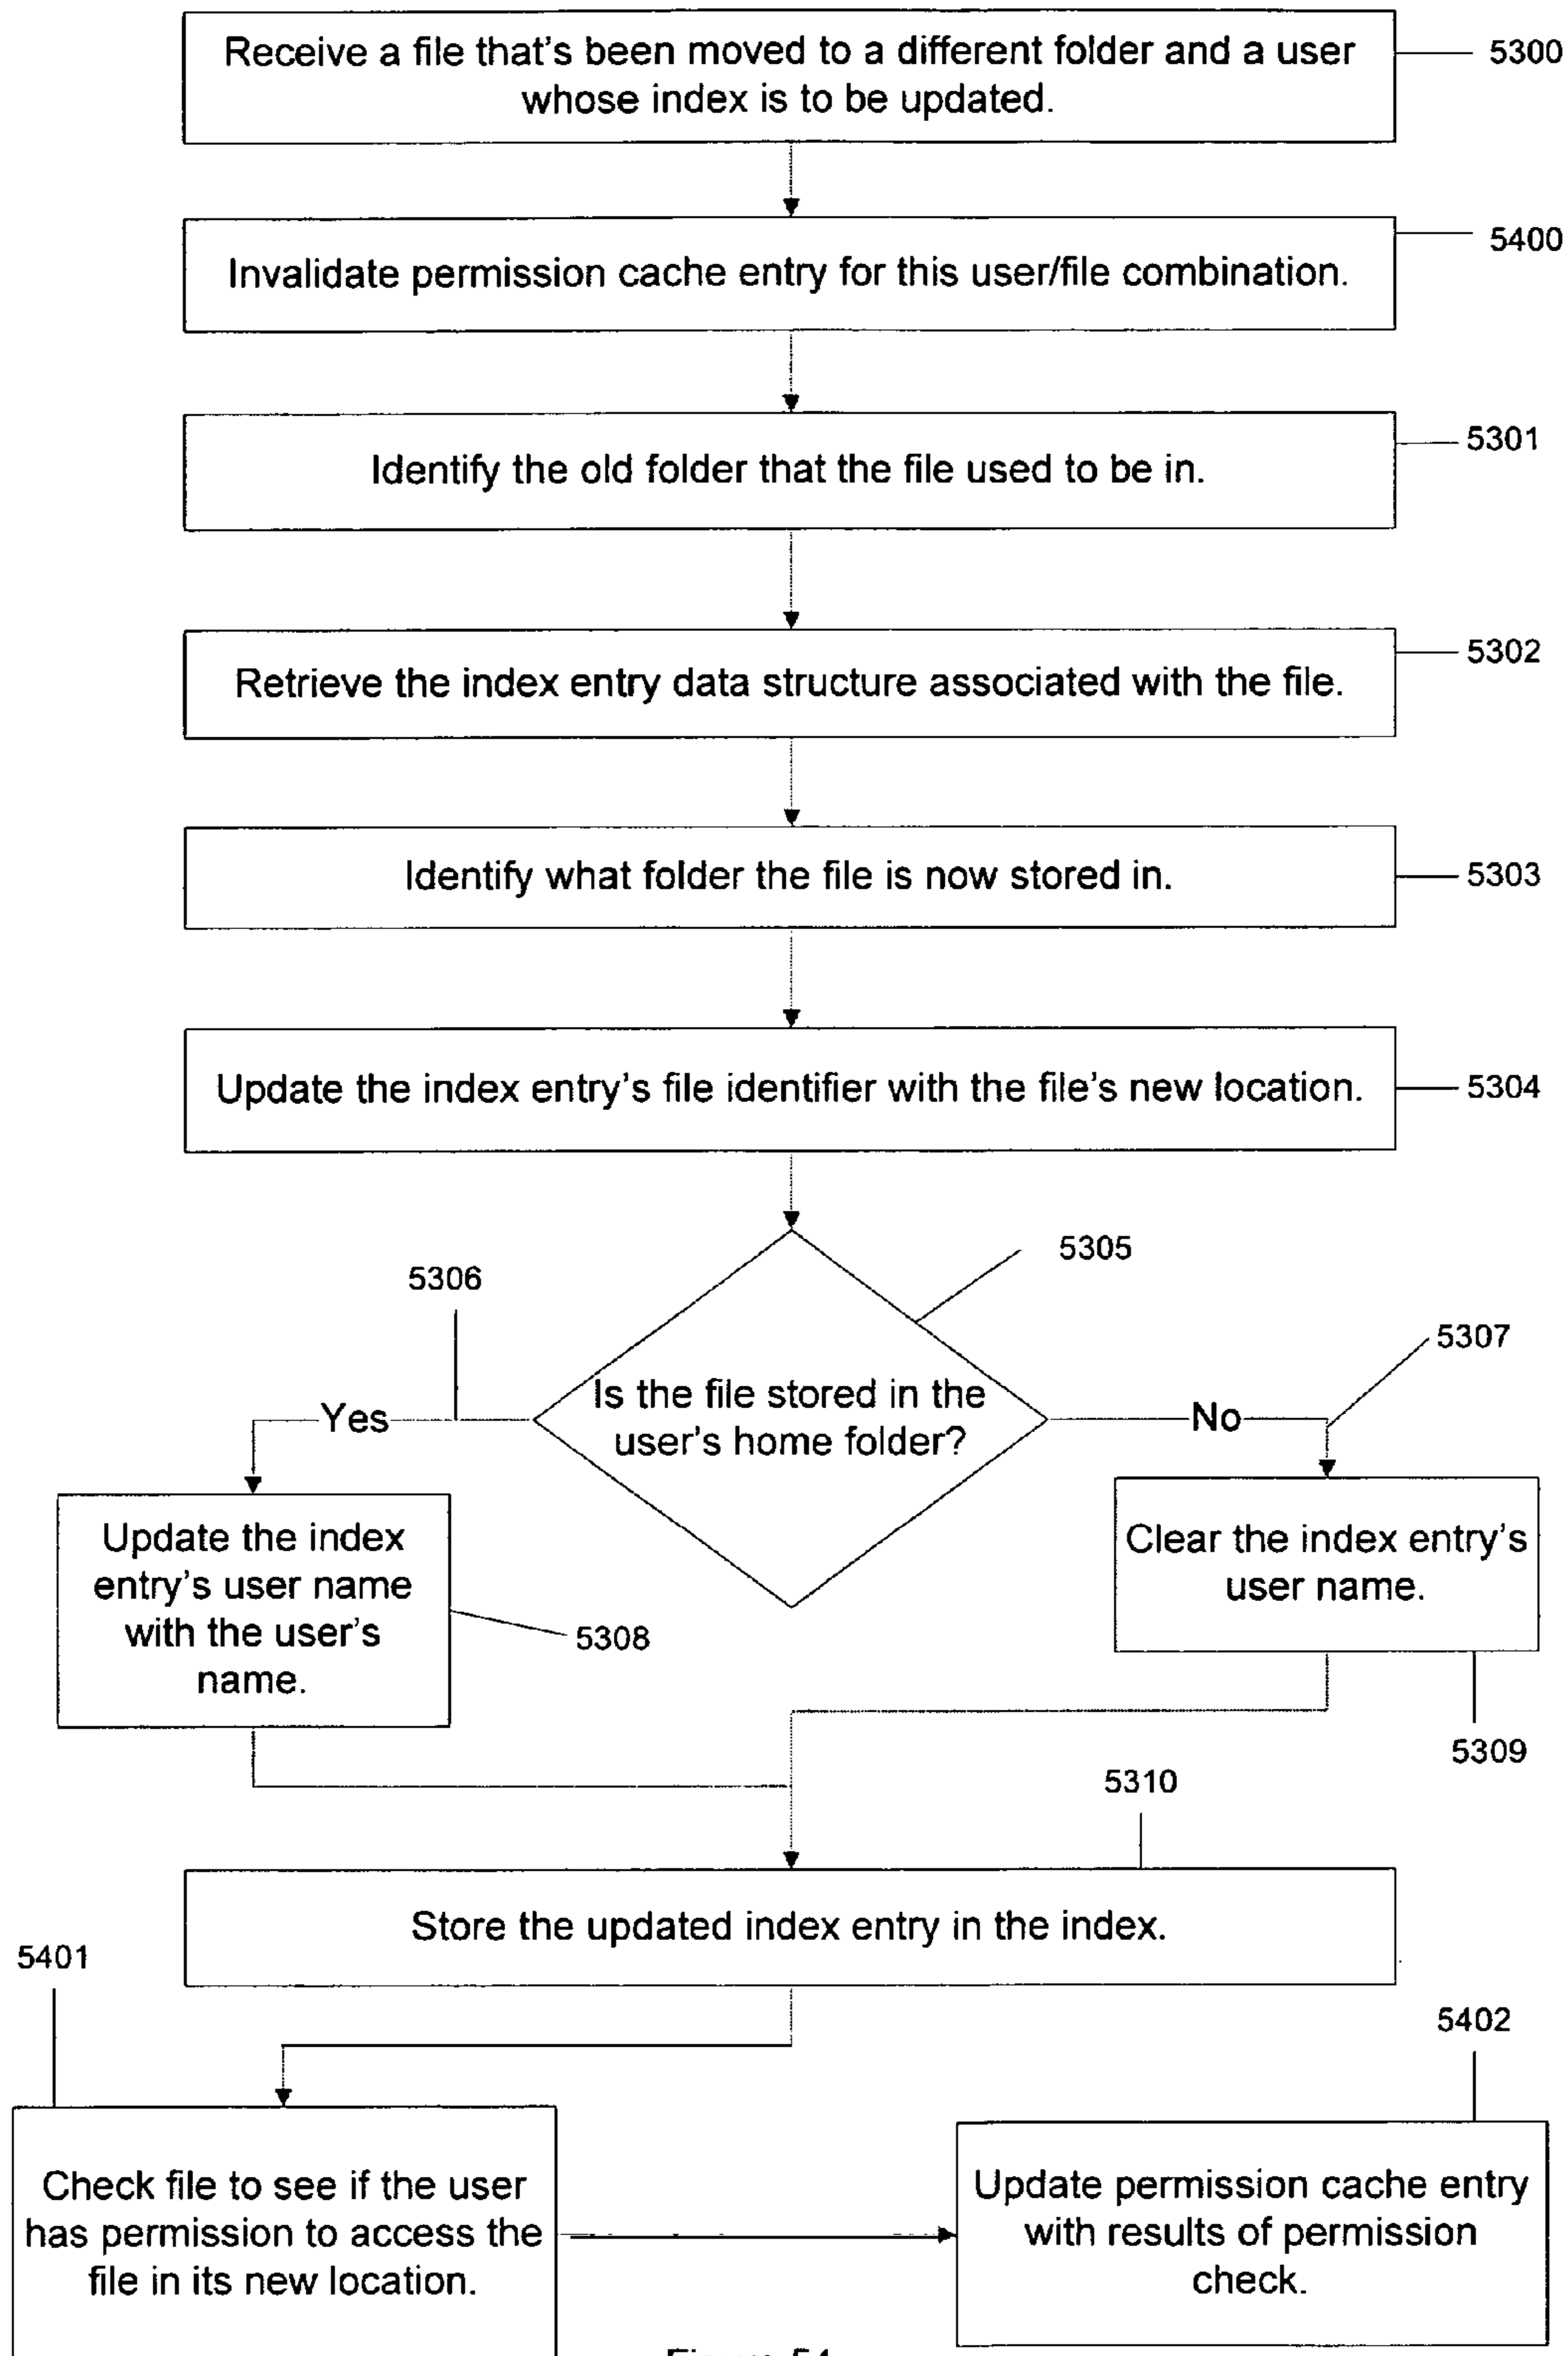 Receive a file that's been moved to a different folder and a user
whose index is to be updated.
5300
5400
Invalidate permission cache entry for this user/file combination.
5301
Identify the old folder that the file used to be in.
5302
Retrieve the index entry data structure associated with the file.
Identify what folder the file is now stored in.
5303
Update the index entry's file identifier with the file's new location.
5304
5305
5306
5307
Is the file stored in the
user's home folder?
Yes
No
Update the index
entry's user name
with the user's
name.
5308
Clear the index entry's
user name.
5309
5310
Store the updated index entry in the index.
5401
5402
Check file to see if the user
has permission to access the
file in its new location.
Update permission cache entry
with results of permission
check.